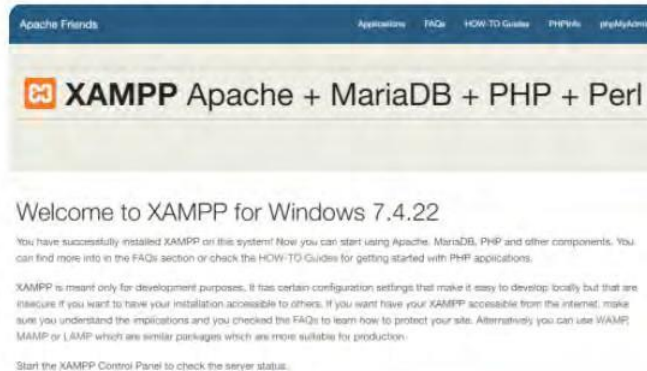 Apache Friends
Applications FAQs HOW-TO Guides PHPInfo phpMyAdmin
XAMPP Apache + MariaDB + PHP + Perl
Welcome to XAMPP for Windows 7.4.22
You have successfully installed XAMPP on this system! Now you can start using Apache, MariaDB, PHP and other components. You
can find more info in the FAQs section or check the HOW-TO Guides for getting started with PHP applications.
XAMPP is meant only for development purposes. It has certain configuration settings that make it easy to develop locally but that are
insecure if you want to have your installation accessible to others. If you want have your XAMPP accessible from the internet, make
sure you understand the implications and you checked the FAQs to learn how to protect your site. Alternatively you can use WAMP,
MAMP or LAMP which are similar packages which are more suitable for production.
Start the XAMPP Control Panel to check the server status.